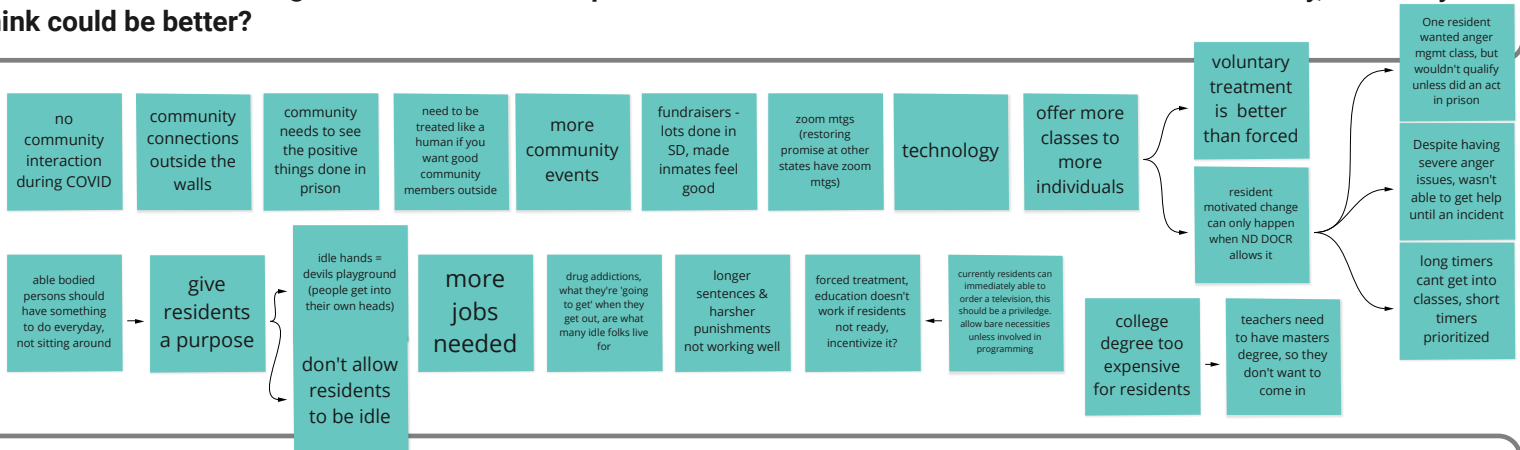 hink could be better?
no
community
interaction
during COVID
community
connections
outside the
walls
community
needs to see
the positive
things done in
prison
need to be
treated like a
human if you
want good
community
members outside
more
community
events
fundraisers -
lots done in
SD, made
inmates feel
good
zoom mtgs
(restoring
promise at other
states have zoom
mtgs)
technology
offer more
classes to
more
individuals
voluntary
treatment
is better
than forced
resident
motivated change
can only happen
when ND DOCR
allows it
One resident
wanted anger
mgmt class, but
wouldn't qualify
unless did an act
in prison
Despite having
severe anger
issues, wasn't
able to get help
until an incident
long timers
cant get into
classes, short
timers
prioritized
able bodied
persons should
have something
to do everyday,
not sitting around
give
residents
a purpose
idle hands =
devils playground
(people get into
their own heads)
don't allow
residents
to be idle
more
jobs
needed
drug addictions,
what they're 'going
to get' when they
get out, are what
many idle folks live
for
longer
sentences &
harsher
punishments
not working well
forced treatment,
education doesn't
work if residents
not ready,
incentivize it?
currently residents can
immediately able to
order a television, this
should be a priviledge.
allow bare necessities
unless involved in
programming
college
degree too
expensive
for residents
teachers need
to have masters
degree, so they
don't want to
come in